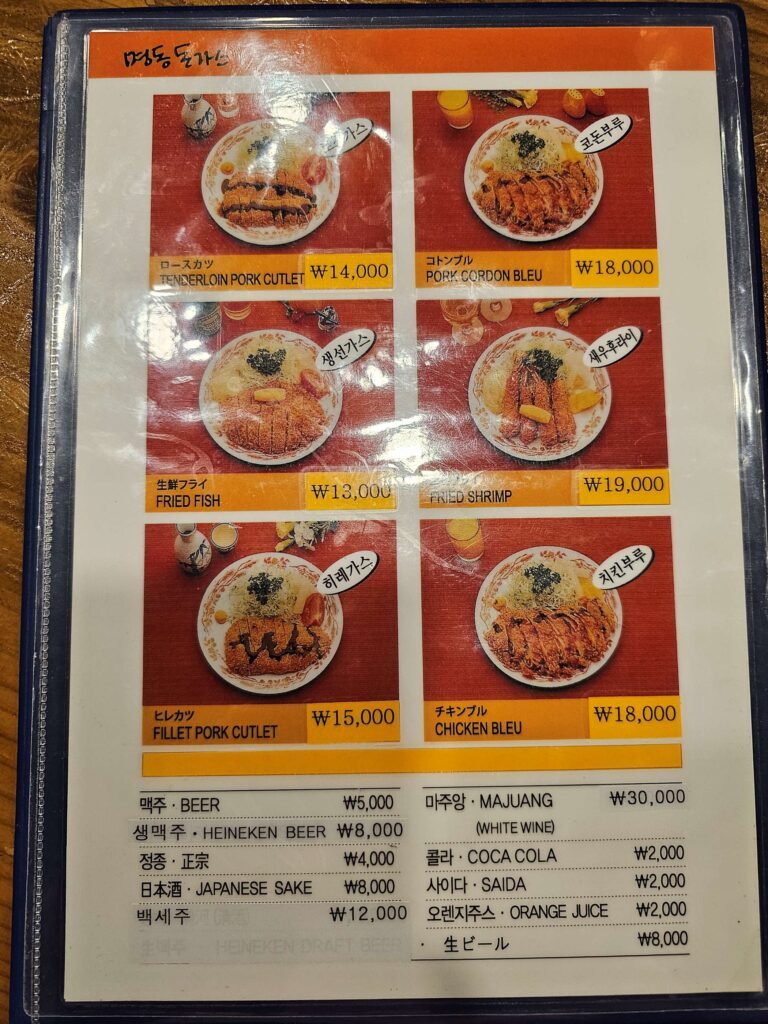 명동돈가스
가스
코돈부루
ロースカツ
TENDERLOIN PORK CUTLET ₩14,000
コトンブル
PORK CORDON BLEU ₩18,000
생선가스
새우후라이
生鮮フライ
FRIED FISH ₩13,000
FRIED SHRIMP ₩19,000
허레가스
치킨부루
ヒレカツ
FILLET PORK CUTLET ₩15,000
チキンブル
CHICKEN BLEU ₩18,000
맥주 · BEER ₩5,000
생맥주 · HEINEKEN BEER ₩8,000
정종 · 正宗 ₩4,000
日本酒 · JAPANESE SAKE ₩8,000
백세주 ₩12,000
生麦주 HEINEKEN DRAFT BEER
마주앙 · MAJUANG ₩30,000
(WHITE WINE)
콜라 · COCA COLA ₩2,000
사이다 · SAIDA ₩2,000
오렌지주스 · ORANGE JUICE ₩2,000
· 生ビール ₩8,000